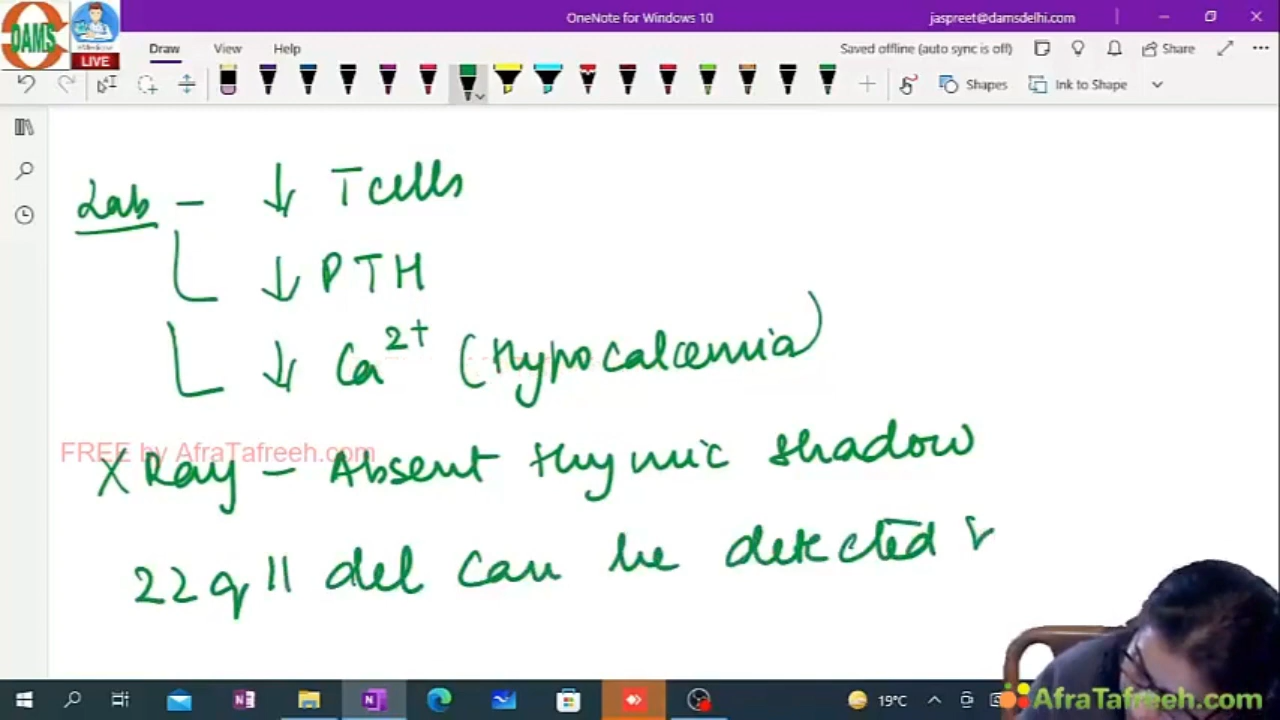 DAMS
eMedicoz
LIVE
OneNote for Windows 10
jaspreet@damsdelhi.com
Draw View Help
Saved offline (auto sync is off)
Share
Shapes
Ink to Shape
Lab - ↓ T cells
↓ PTH
↓ Ca2+ (Hypocalcemia)
FREE by AfraTafreeh.com
X Ray - Absent thymic shadow
22q11 del can be detected
19°C
AfraTafreeh.com